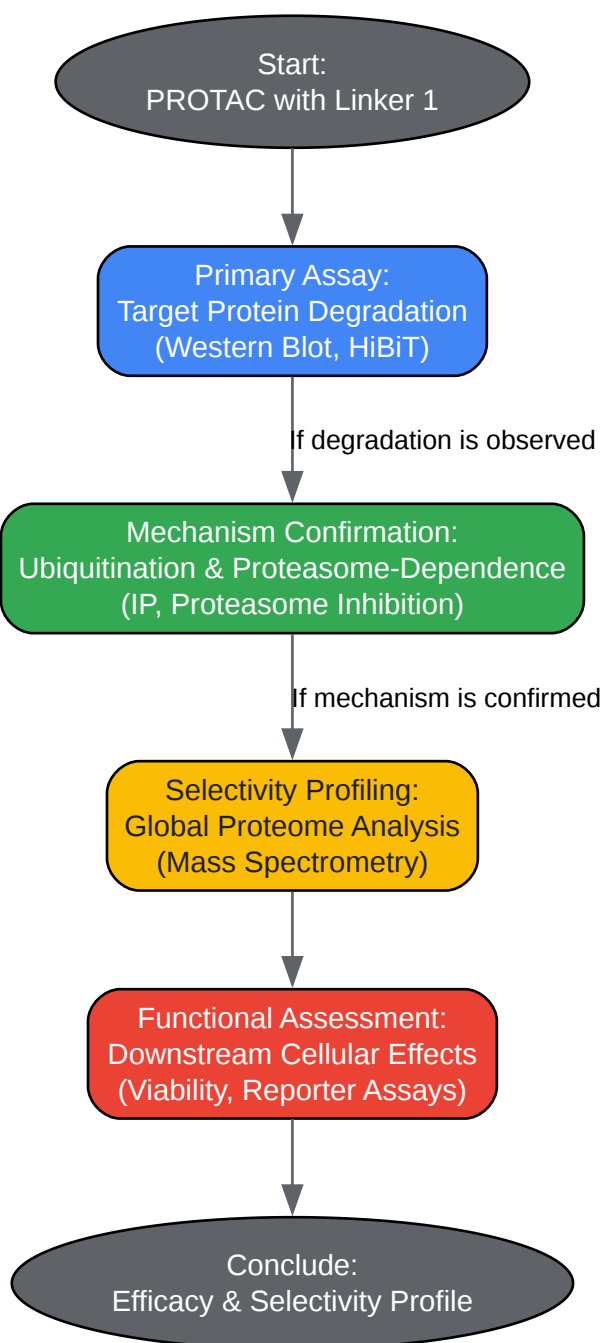 Start:
PROTAC with Linker 1
Primary Assay:
Target Protein Degradation
(Western Blot, HiBiT)
If degradation is observed
Mechanism Confirmation:
Ubiquitination & Proteasome-Dependence
(IP, Proteasome Inhibition)
If mechanism is confirmed
Selectivity Profiling:
Global Proteome Analysis
(Mass Spectrometry)
Functional Assessment:
Downstream Cellular Effects
(Viability, Reporter Assays)
Conclude:
Efficacy & Selectivity Profile